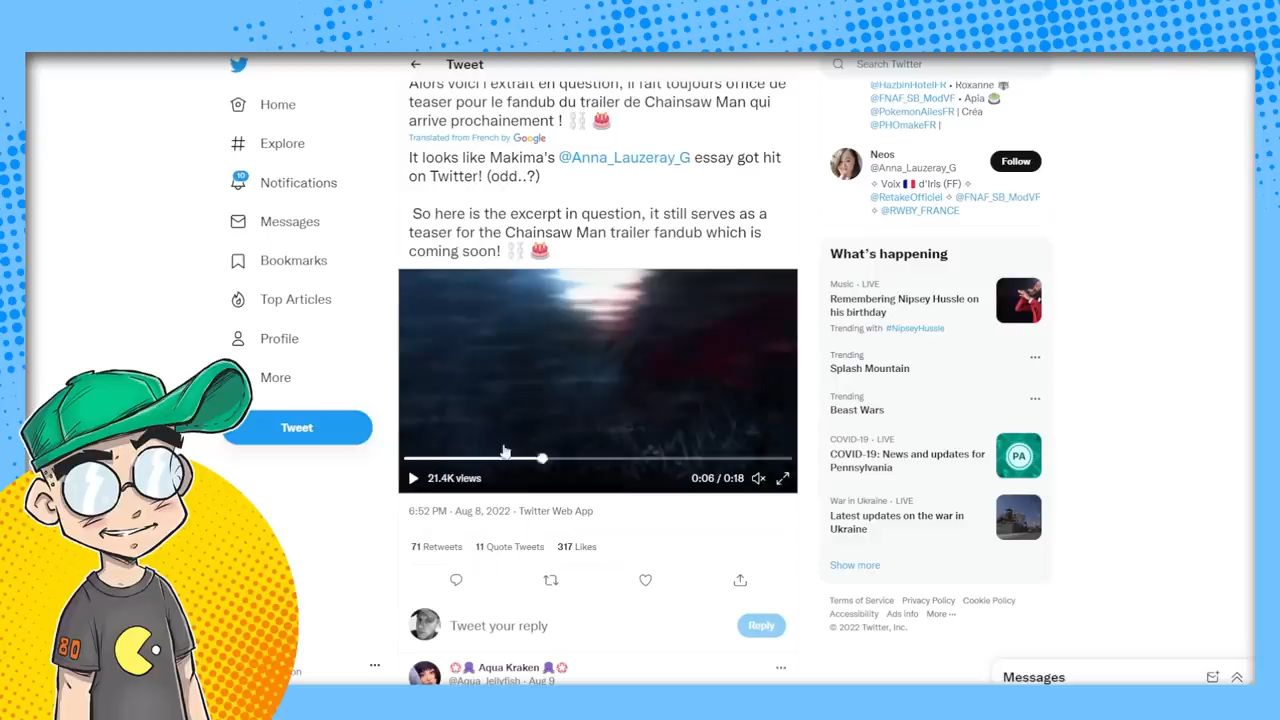 Tweet
Search Twitter
Home
Explore
10
Notifications
Messages
Bookmarks
Top Articles
Profile
More
Tweet
80
Alors voici l'extrait en question, il fait toujours office de
teaser pour le fandub du trailer de Chainsaw Man qui
arrive prochainement !
Translated from French by Google
It looks like Makima's @Anna_Lauzeray_G essay got hit
on Twitter! (odd..?)
So here is the excerpt in question, it still serves as a
teaser for the Chainsaw Man trailer fandub which is
coming soon!
21.4K views
0:06 / 0:18
6:52 PM · Aug 8, 2022 · Twitter Web App
71 Retweets 11 Quote Tweets 317 Likes
Tweet your reply
Reply
Aqua Kraken
@Aqua_Jellyfish · Aug 9
@HazbinHotelFR • Roxanne
@FNAF_SB_ModVF • Apia
@PokemonAilesFR | Créa
@PHOmakeFR |
Neos
@Anna_Lauzeray_G
Follow
✧ Voix 🇫🇷 d'Iris (FF) ✧
@RetakeOfficiel ✧ @FNAF_SB_ModVF
✧ @RWBY_FRANCE
What's happening
Music · LIVE
Remembering Nipsey Hussle on
his birthday
Trending with #NipseyHussle
Trending
Splash Mountain
Trending
Beast Wars
COVID-19 · LIVE
COVID-19: News and updates for
Pennsylvania
PA
War in Ukraine · LIVE
Latest updates on the war in
Ukraine
Show more
Terms of Service Privacy Policy Cookie Policy
Accessibility Ads info More ···
© 2022 Twitter, Inc.
Messages